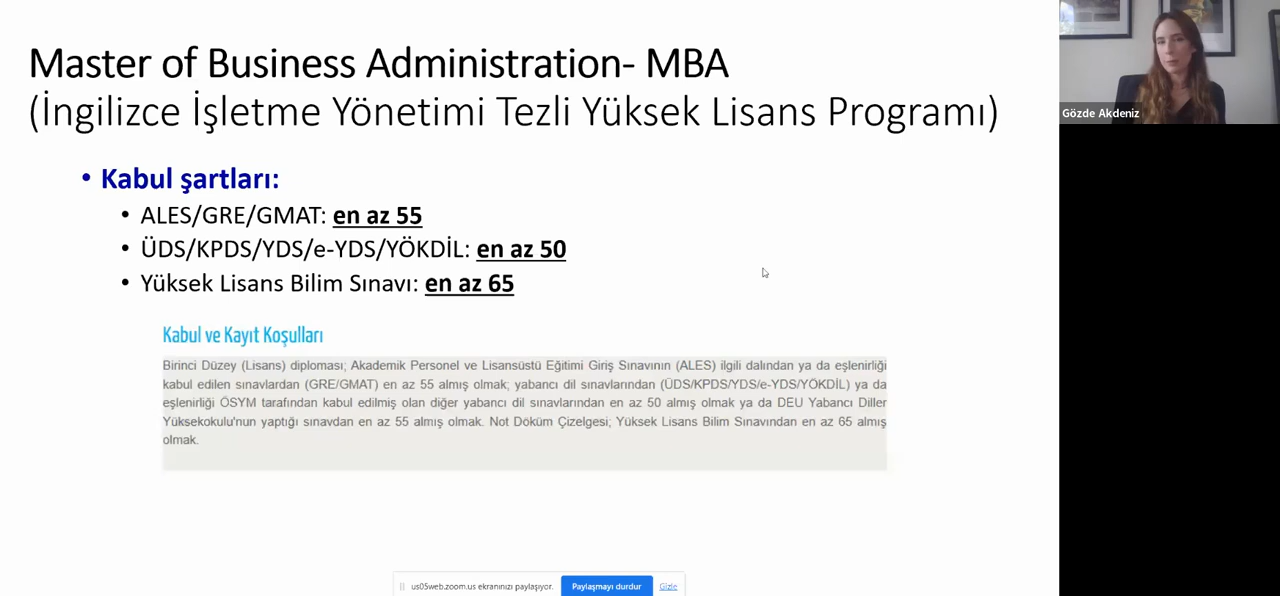 Master of Business Administration- MBA
(İngilizce İşletme Yönetimi Tezli Yüksek Lisans Programı)
• Kabul şartları:
• ALES/GRE/GMAT: en az 55
• ÜDS/KPDS/YDS/e-YDS/YÖKDİL: en az 50
• Yüksek Lisans Bilim Sınavı: en az 65
Kabul ve Kayıt Koşulları
Birinci Düzey (Lisans) diploması; Akademik Personel ve Lisansüstü Eğitimi Giriş Sınavının (ALES) ilgili dalından ya da eşlenirliği
kabul edilen sınavlardan (GRE/GMAT) en az 55 almış olmak; yabancı dil sınavlarından (ÜDS/KPDS/YDS/e-YDS/YÖKDİL) ya da
eşlenirliği ÖSYM tarafından kabul edilmiş olan diğer yabancı dil sınavlarından en az 50 almış olmak ya da DEU Yabancı Diller
Yüksekokulu'nun yaptığı sınavdan en az 55 almış olmak. Not Döküm Çizelgesi; Yüksek Lisans Bilim Sınavından en az 65 almış
olmak.
Gözde Akdeniz
us05web.zoom.us ekranınızı paylaşıyor. Paylaşmayı durdur Gizle